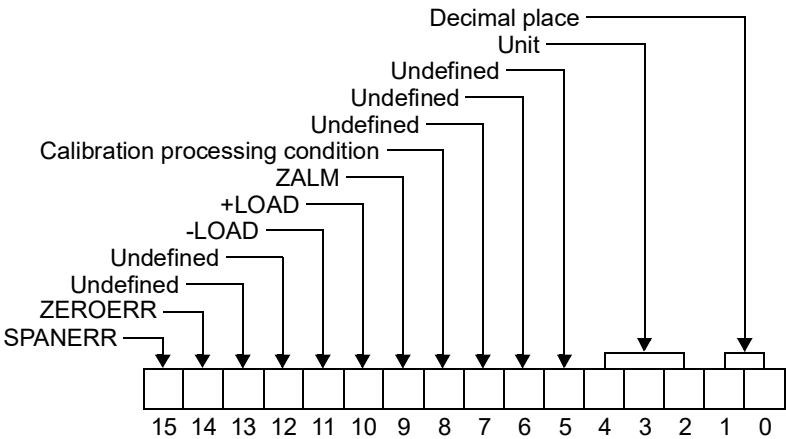 Decimal place
Unit
Undefined
Undefined
Undefined
Calibration processing condition
ZALM
+LOAD
-LOAD
Undefined
Undefined
ZEROERR
SPANERR
15 14 13 12 11 10 9 8 7 6 5 4 3 2 1 0